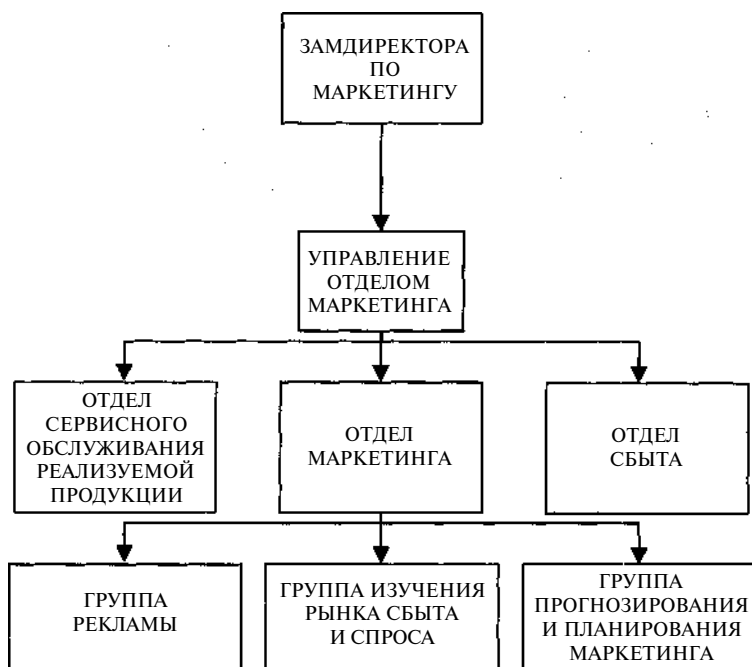 ЗАМДИРЕКТОРА
ПО
МАРКЕТИНГУ
УПРАВЛЕНИЕ
ОТДЕЛОМ
МАРКЕТИНГА
ОТДЕЛ
СЕРВИСНОГО
ОБСЛУЖИВАНИЯ
РЕАЛИЗУЕМОЙ
ПРОДУКЦИИ
ОТДЕЛ
МАРКЕТИНГА
ОТДЕЛ
СБЫТА
ГРУППА
РЕКЛАМЫ
ГРУППА ИЗУЧЕНИЯ
РЫНКА СБЫТА
И СПРОСА
ГРУППА
ПРОГНОЗИРОВАНИЯ
И ПЛАНИРОВАНИЯ
МАРКЕТИНГА